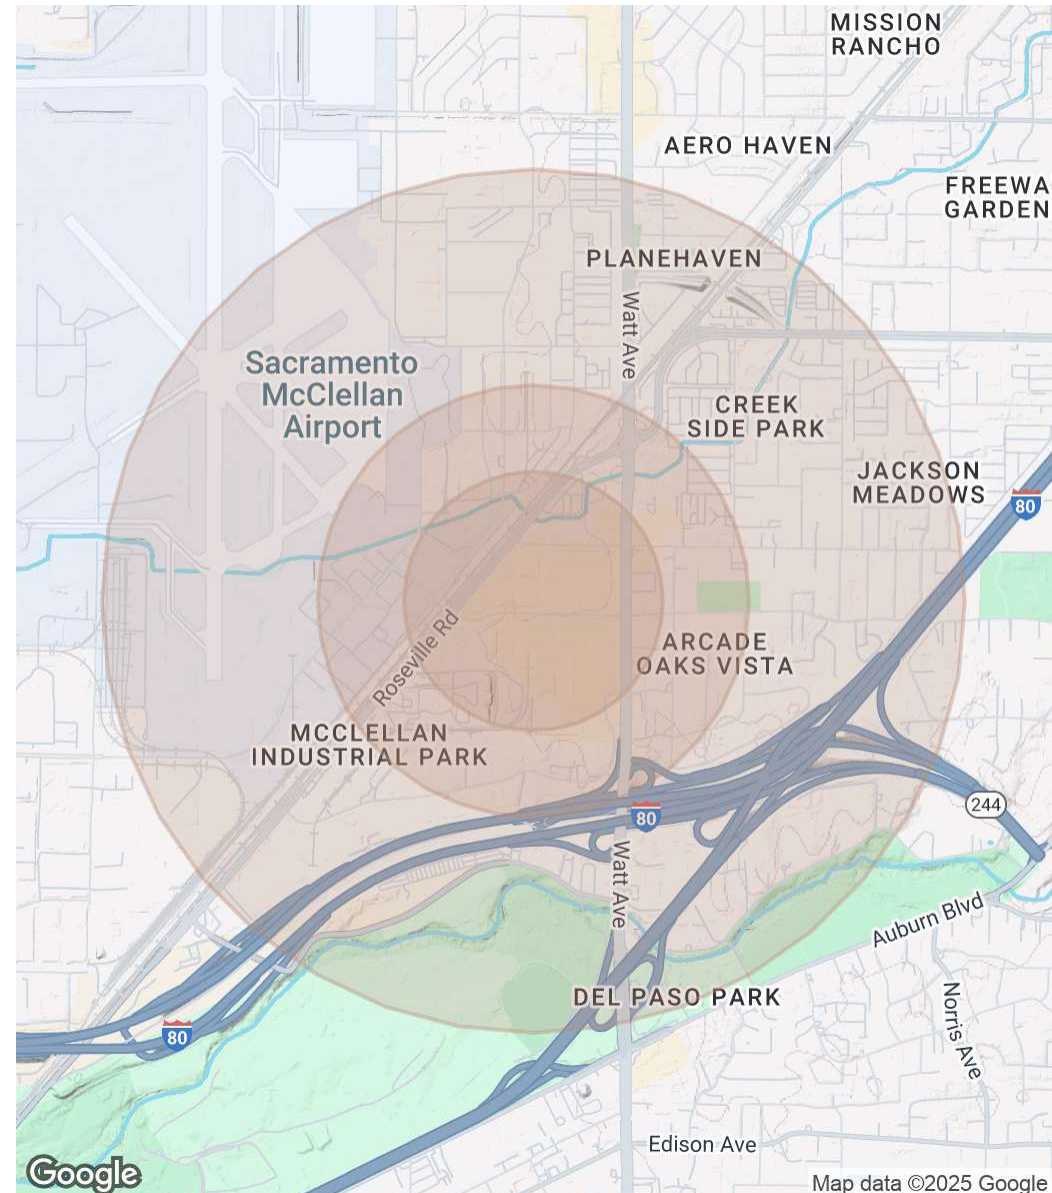 MISSION
RANCHO
AERO HAVEN
FREEWA
GARDEN
PLANEHAVEN
Watt Ave
Sacramento
McClellan
Airport
CREEK
SIDE PARK
JACKSON
MEADOWS
80
Roseville Rd
ARCADE
OAKS VISTA
MCCLELLAN
INDUSTRIAL PARK
244
80
Watt Ave
Auburn Blvd
DEL PASO PARK
Norris Ave
80
Edison Ave
Google
Map data ©2025 Google